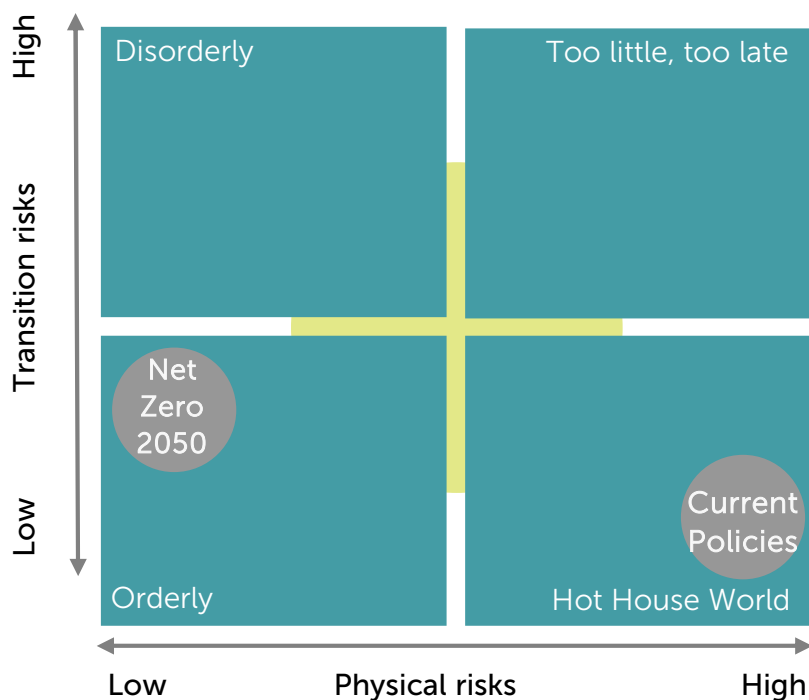 High
Transition risks
Low
Disorderly
Too little, too late
Net
Zero
2050
Current
Policies
Orderly
Hot House World
Low
Physical risks
High